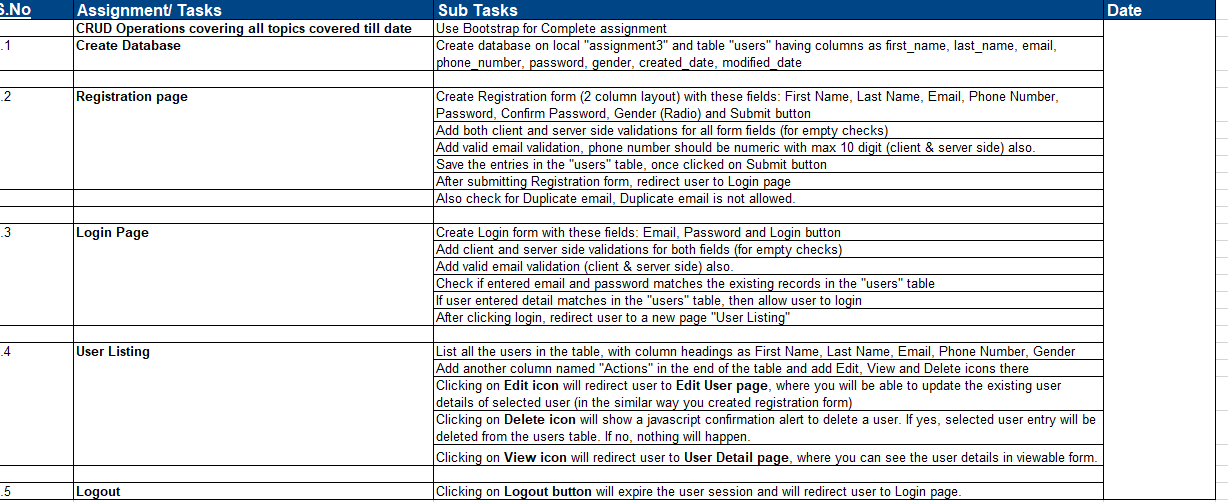 S.No Assignment/ Tasks Sub Tasks Date
CRUD Operations covering all topics covered till date Use Bootstrap for Complete assignment
.1 Create Database Create database on local "assignment3" and table "users" having columns as first_name, last_name, email,
phone_number, password, gender, created_date, modified_date
.2 Registration page Create Registration form (2 column layout) with these fields: First Name, Last Name, Email, Phone Number,
Password, Confirm Password, Gender (Radio) and Submit button
Add both client and server side validations for all form fields (for empty checks)
Add valid email validation, phone number should be numeric with max 10 digit (client & server side) also.
Save the entries in the "users" table, once clicked on Submit button
After submitting Registration form, redirect user to Login page
Also check for Duplicate email, Duplicate email is not allowed.
.3 Login Page Create Login form with these fields: Email, Password and Login button
Add client and server side validations for both fields (for empty checks)
Add valid email validation (client & server side) also.
Check if entered email and password matches the existing records in the "users" table
If user entered detail matches in the "users" table, then allow user to login
After clicking login, redirect user to a new page "User Listing"
.4 User Listing List all the users in the table, with column headings as First Name, Last Name, Email, Phone Number, Gender
Add another column named "Actions" in the end of the table and add Edit, View and Delete icons there
Clicking on Edit icon will redirect user to Edit User page, where you will be able to update the existing user
details of selected user (in the similar way you created registration form)
Clicking on Delete icon will show a javascript confirmation alert to delete a user. If yes, selected user entry will be
deleted from the users table. If no, nothing will happen.
Clicking on View icon will redirect user to User Detail page, where you can see the user details in viewable form.
.5 Logout Clicking on Logout button will expire the user session and will redirect user to Login page.